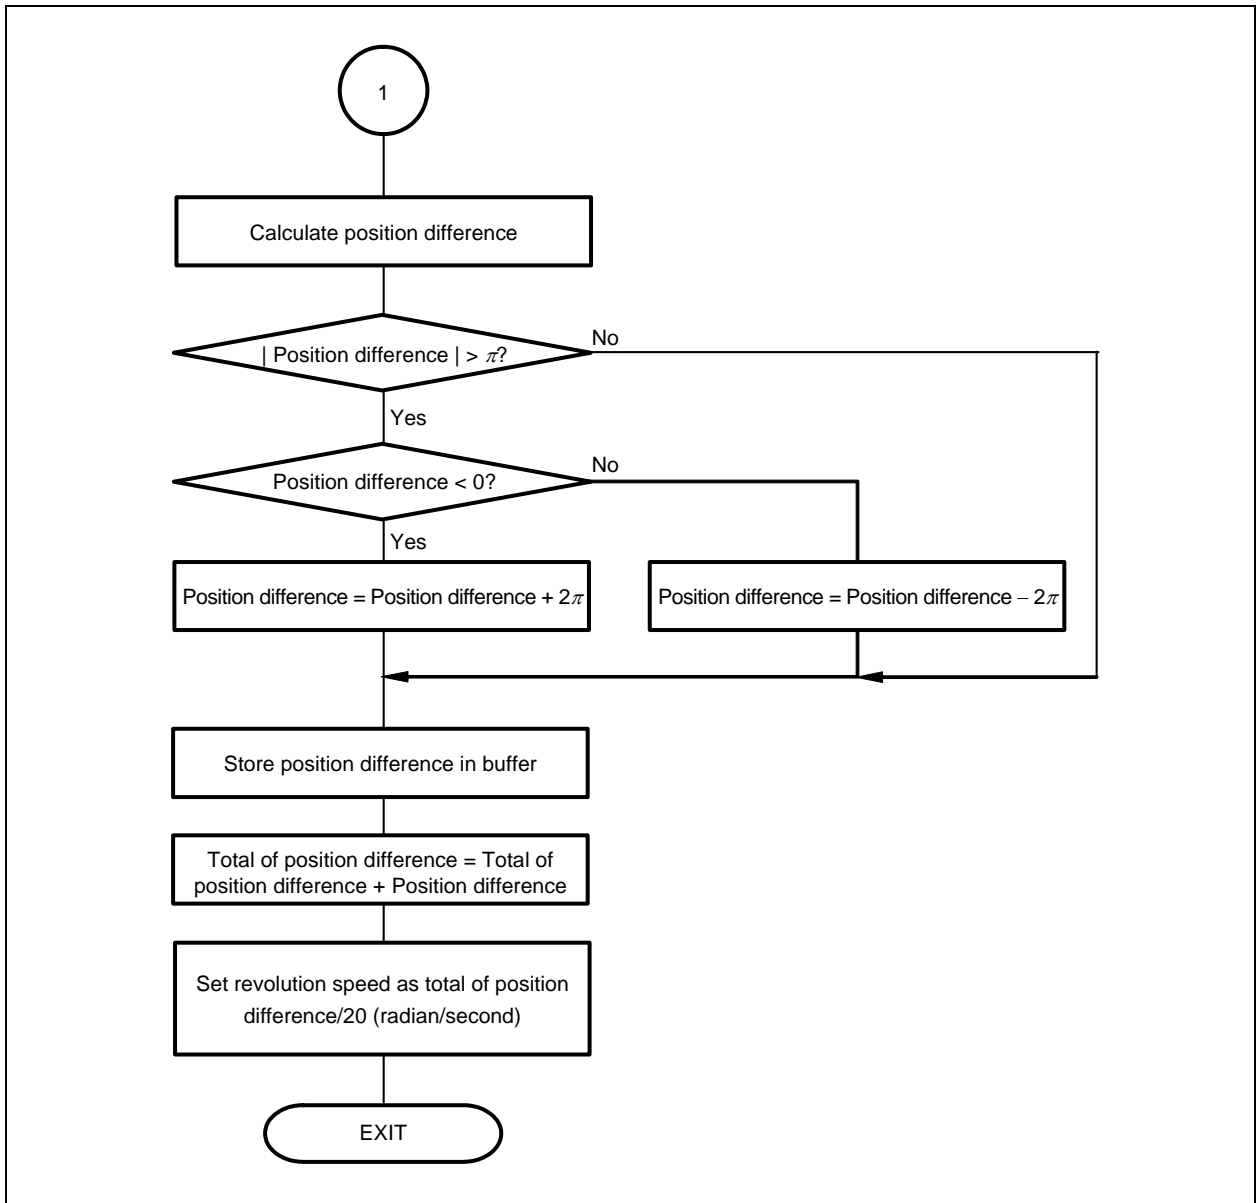 1
Calculate position difference
| Position difference | > π?
No
Yes
Position difference < 0?
No
Yes
Position difference = Position difference + 2π
Position difference = Position difference – 2π
Store position difference in buffer
Total of position difference = Total of
position difference + Position difference
Set revolution speed as total of position
difference/20 (radian/second)
EXIT